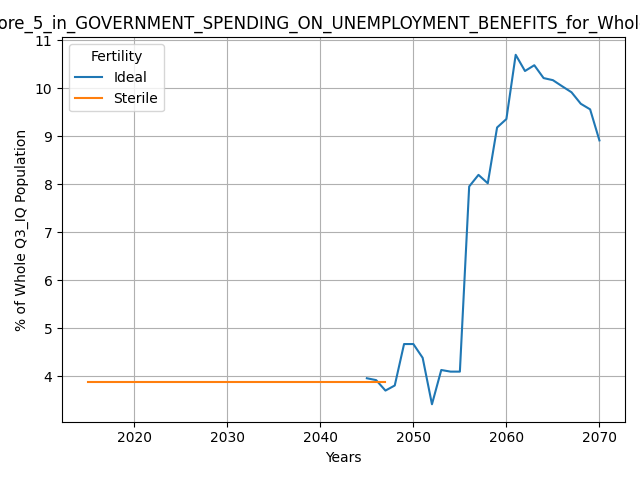 ore_5_in_GOVERNMENT_SPENDING_ON_UNEMPLOYMENT_BENEFITS_for_Whol
11
10
9
8
7
6
5
4
% of Whole Q3_IQ Population
Fertility
Ideal
Sterile
2020 2030 2040 2050 2060 2070
Years